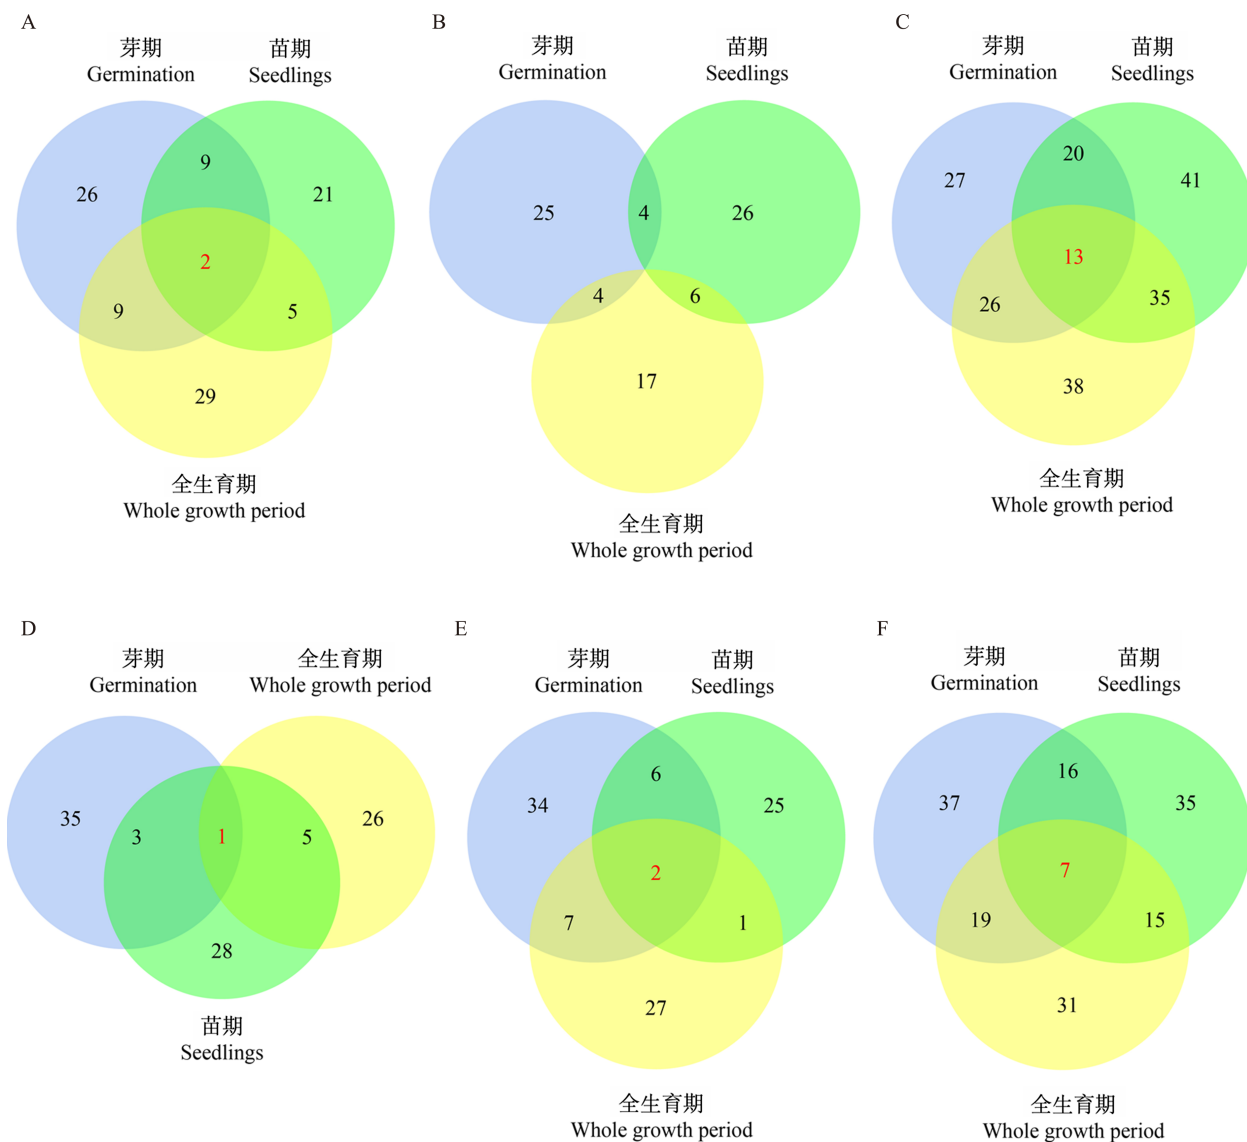 A
芽期
Germination
苗期
Seedlings
9
26
21
2
9
5
29
全生育期
Whole growth period
B
芽期
Germination
苗期
Seedlings
25
4
26
4
6
17
全生育期
Whole growth period
C
芽期
Germination
苗期
Seedlings
20
27
41
13
26
35
38
全生育期
Whole growth period
D
芽期
Germination
全生育期
Whole growth period
35
3
1
5
26
28
苗期
Seedlings
E
芽期
Germination
苗期
Seedlings
6
34
25
2
7
1
27
全生育期
Whole growth period
F
芽期
Germination
苗期
Seedlings
16
37
35
7
19
15
31
全生育期
Whole growth period